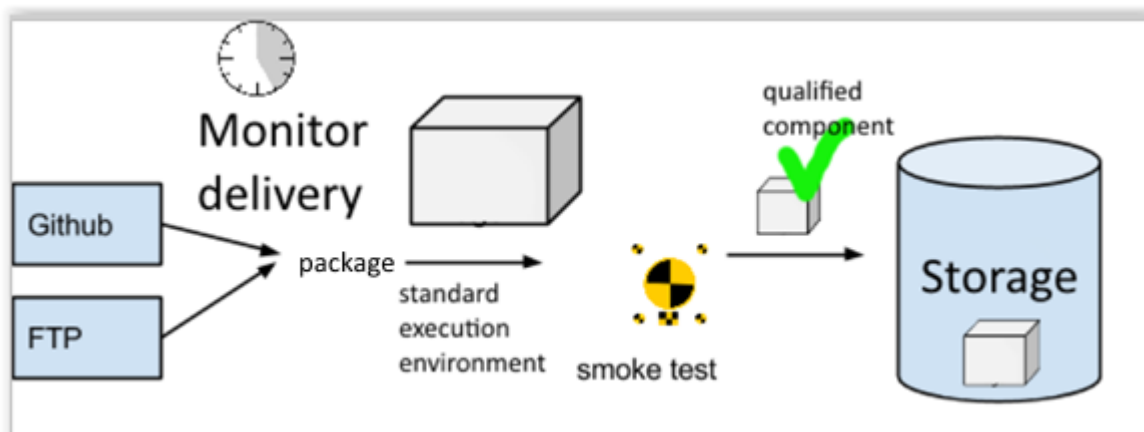 Monitor
delivery
Github
FTP
package
standard
execution
environment
smoke test
qualified
component
Storage